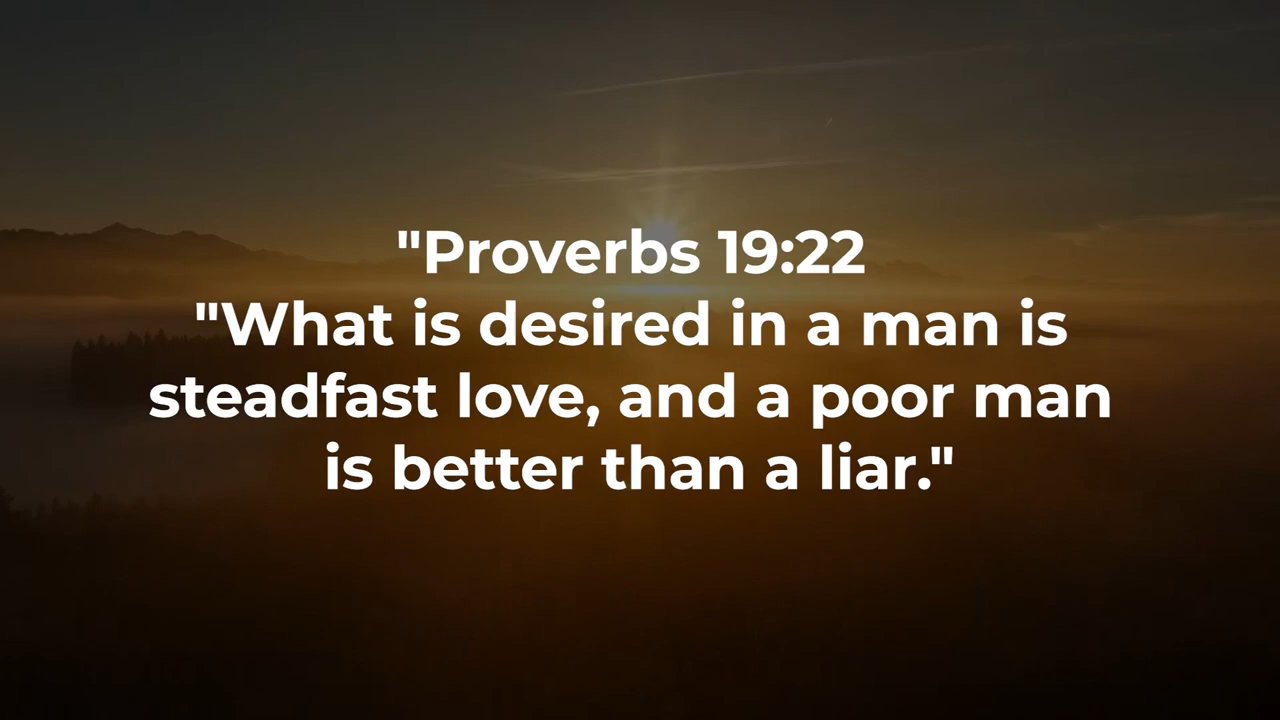 "Proverbs 19:22
"What is desired in a man is
steadfast love, and a poor man
is better than a liar."